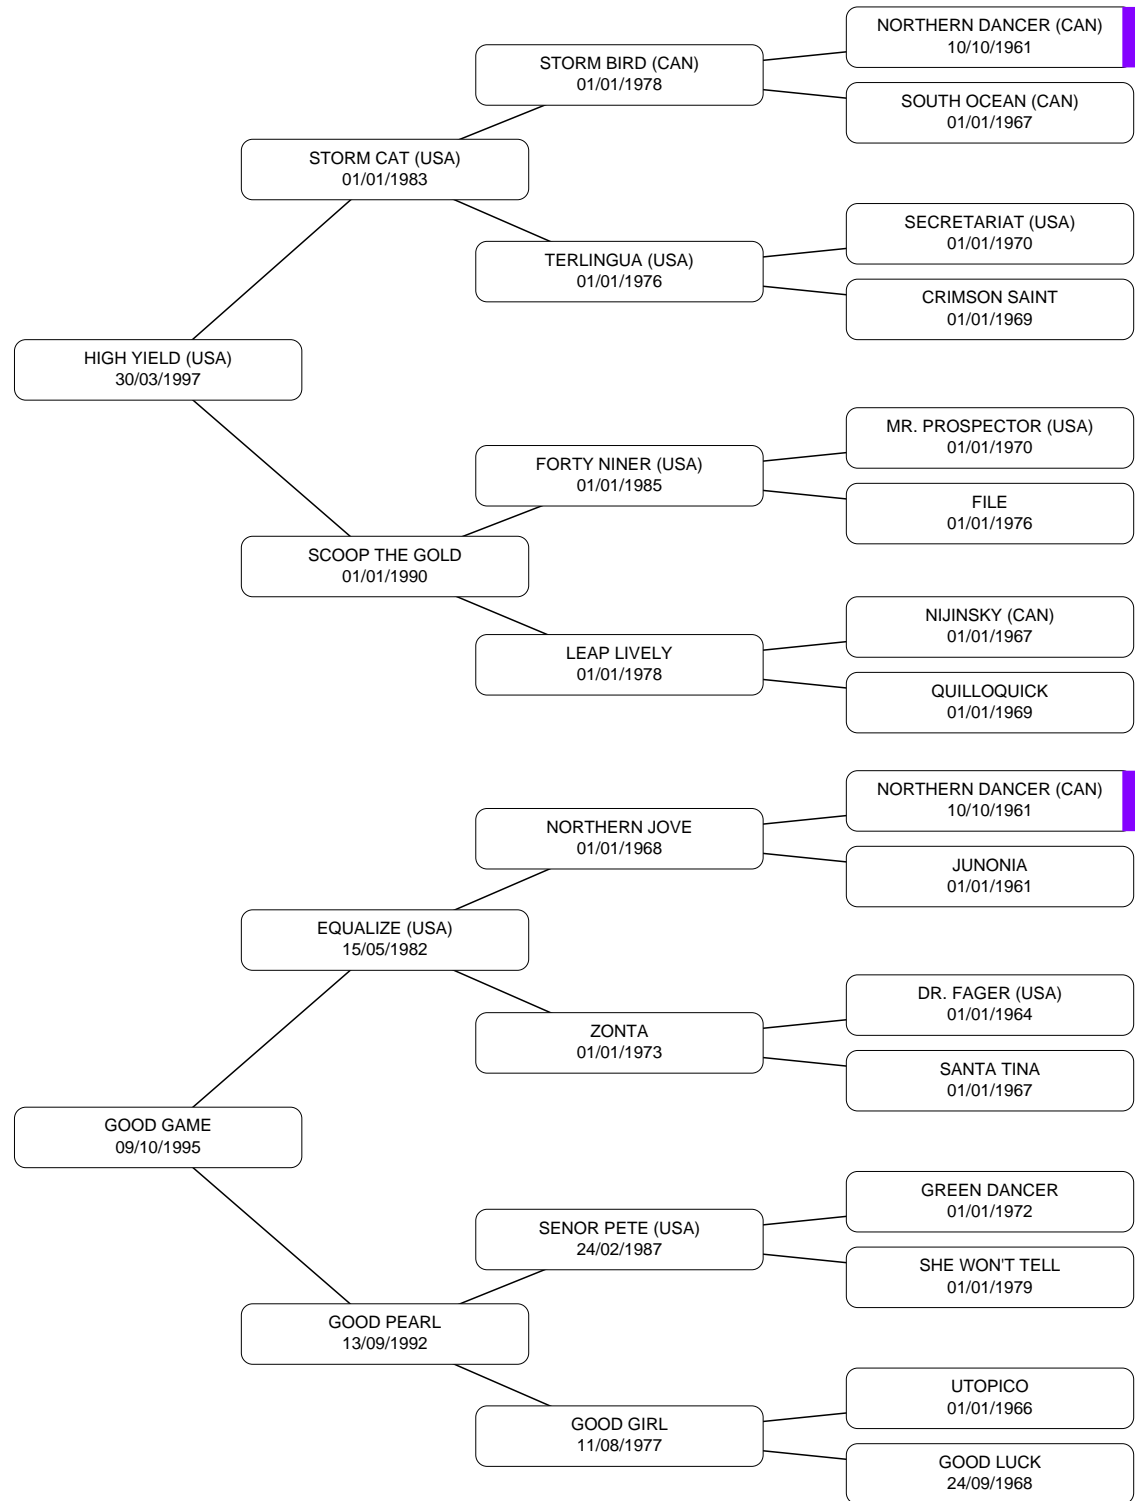 NORTHERN DANCER (CAN)
10/10/1961
STORM BIRD (CAN)
01/01/1978
SOUTH OCEAN (CAN)
01/01/1967
STORM CAT (USA)
01/01/1983
SECRETARIAT (USA)
01/01/1970
TERLINGUA (USA)
01/01/1976
CRIMSON SAINT
01/01/1969
HIGH YIELD (USA)
30/03/1997
MR. PROSPECTOR (USA)
01/01/1970
FORTY NINER (USA)
01/01/1985
FILE
01/01/1976
SCOOP THE GOLD
01/01/1990
NIJINSKY (CAN)
01/01/1967
LEAP LIVELY
01/01/1978
QUILLOQUICK
01/01/1969
NORTHERN DANCER (CAN)
10/10/1961
NORTHERN JOVE
01/01/1968
JUNONIA
01/01/1961
EQUALIZE (USA)
15/05/1982
DR. FAGER (USA)
01/01/1964
ZONTA
01/01/1973
SANTA TINA
01/01/1967
GOOD GAME
09/10/1995
GREEN DANCER
01/01/1972
SENOR PETE (USA)
24/02/1987
SHE WON'T TELL
01/01/1979
GOOD PEARL
13/09/1992
UTOPICO
01/01/1966
GOOD GIRL
11/08/1977
GOOD LUCK
24/09/1968